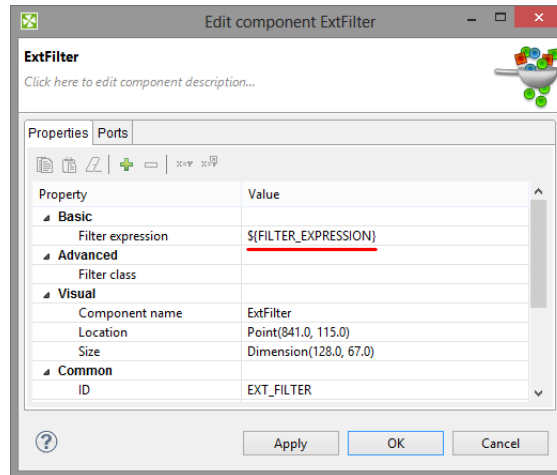 Edit component ExtFilter
ExtFilter
Click here to edit component description...
Properties Ports
Property Value
Basic
Filter expression ${FILTER_EXPRESSION}
Advanced
Filter class
Visual
Component name ExtFilter
Location Point(841.0, 115.0)
Size Dimension(128.0, 67.0)
Common
ID EXT_FILTER
? Apply OK Cancel